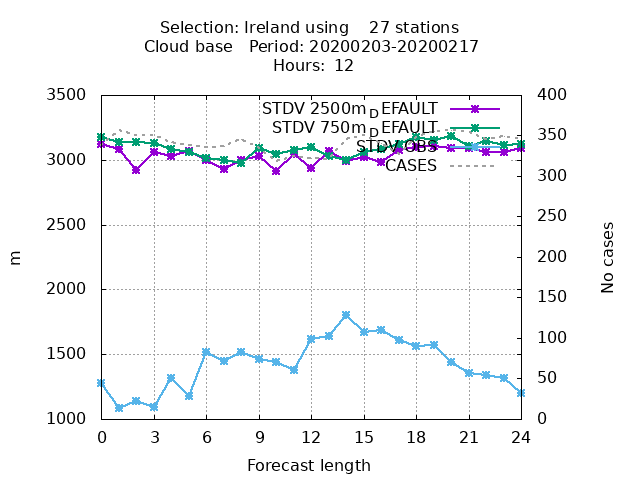 Selection: Ireland using 27 stations
Cloud base Period: 20200203-20200217
Hours: 12
3500
3000
2500
2000
1500
1000
m
400
350
300
250
200
150
100
50
0
No cases
STDV 2500m_DEFAULT
STDV 750m_DEFAULT
STDV OBS
CASES
0 3 6 9 12 15 18 21 24
Forecast length